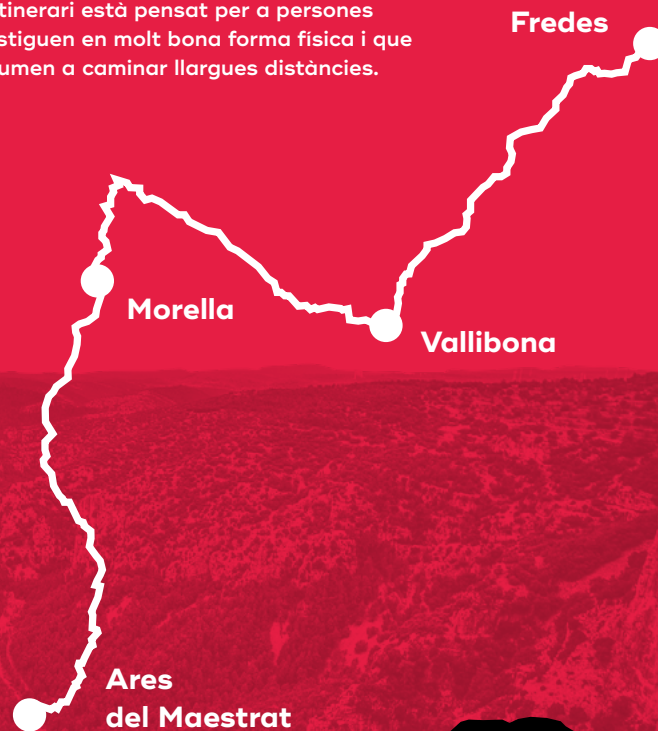 tinerari està pensat per a persones
stiguen en molt bona forma física i que
umen a caminar llargues distàncies.
Fredes
Morella
Vallibona
Ares
del Maestrat